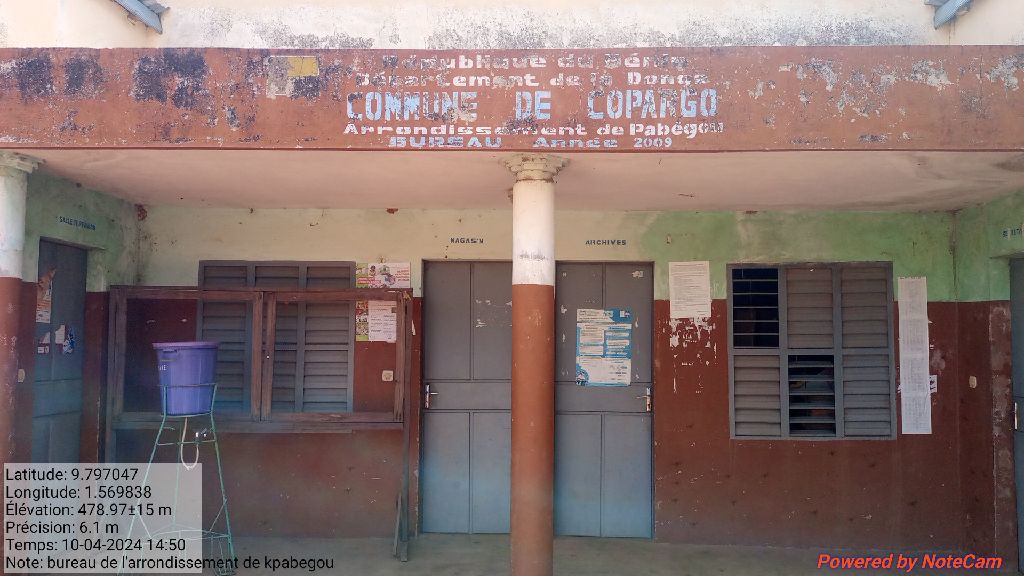 République du Bénin
Département de la Donga
COMMUNE DE COPARGO
Arrondissement de Pabégou
BUREAU Année 2009
MAGASIN
ARCHIVES
Latitude: 9.797047
Longitude: 1.569838
Élévation: 478.97±15 m
Précision: 6.1 m
Temps: 10-04-2024 14:50
Note: bureau de l'arrondissement de kpabegou
Powered by NoteCam